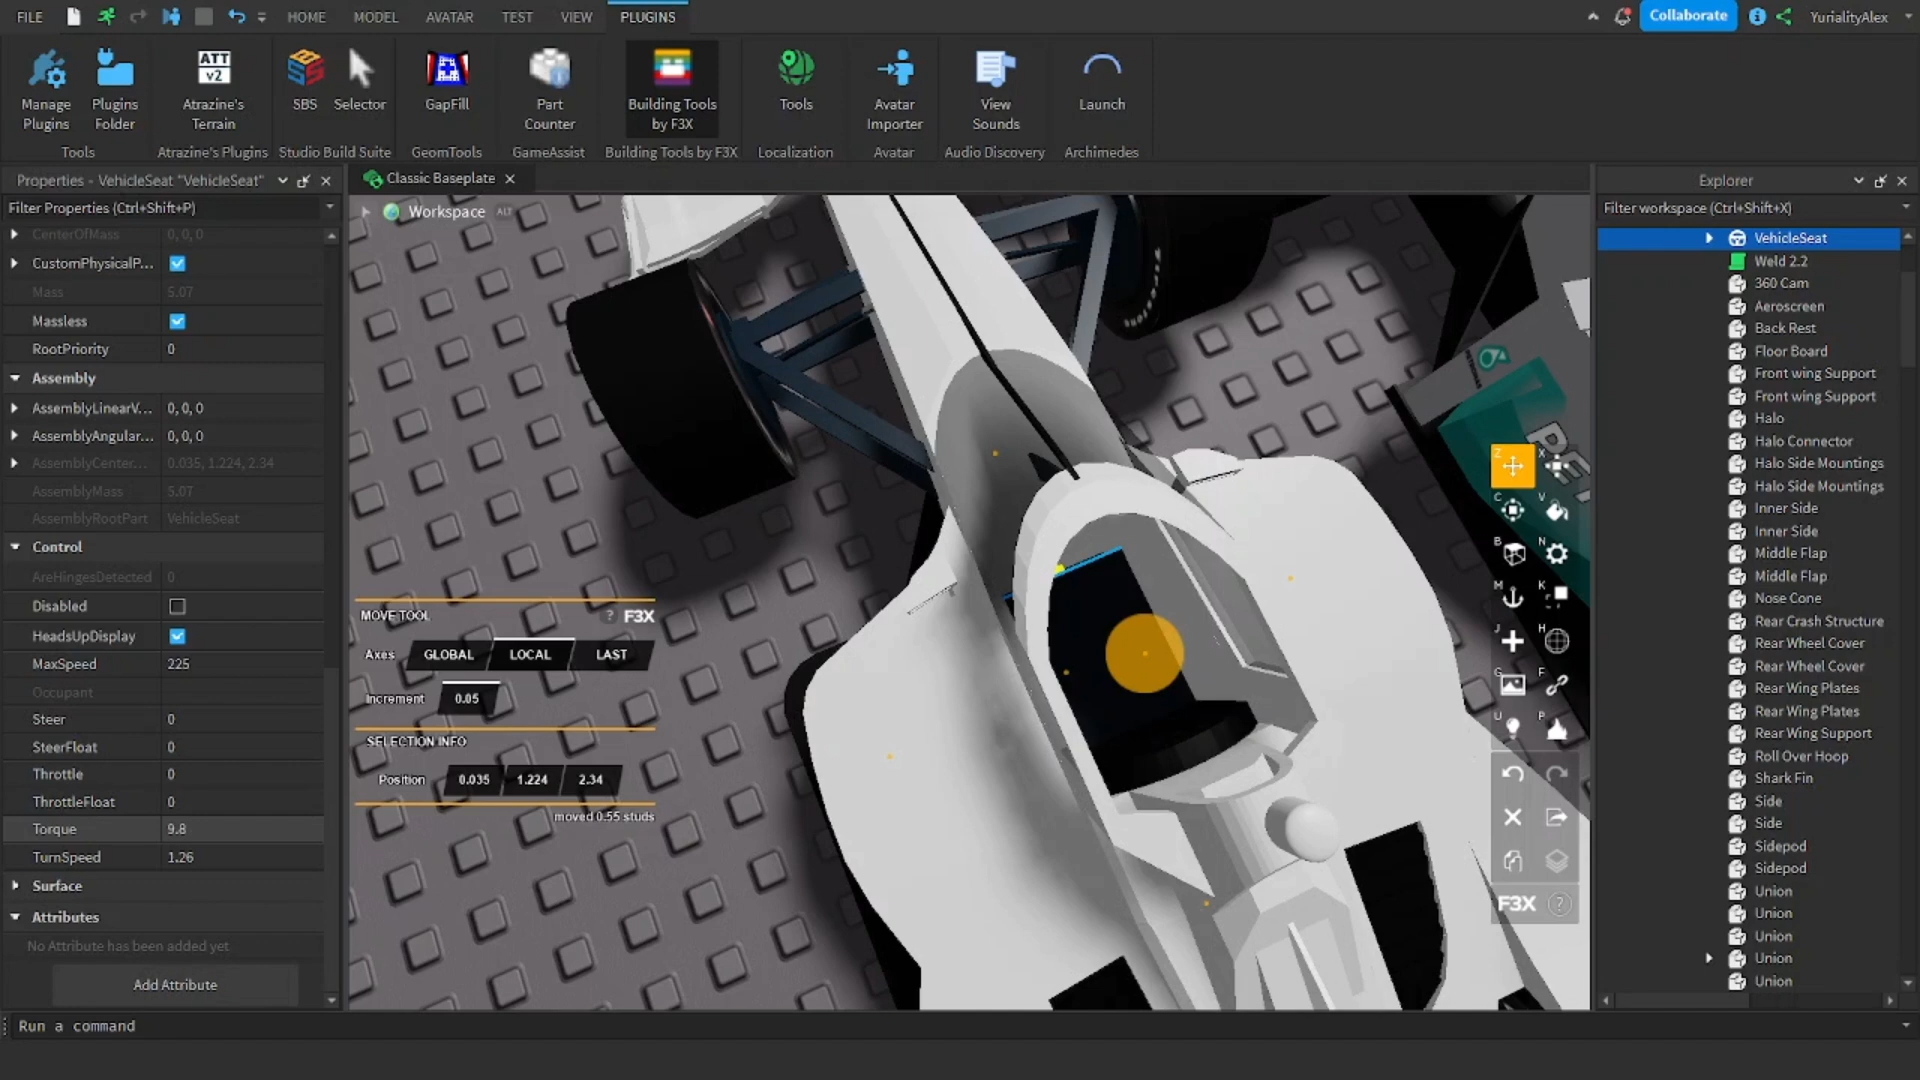 FILE HOME MODEL AVATAR TEST VIEW PLUGINS Collaborate YurialityAlex
Manage Plugins
Plugins Folder
ATT v2
Atrazine's Terrain
SBS
Selector
GapFill
Part Counter
Building Tools by F3X
Tools
Avatar Importer
View Sounds
Launch
Tools Atrazine's Plugins Studio Build Suite GeomTools GameAssist Building Tools by F3X Localization Avatar Audio Discovery Archimedes
Properties - VehicleSeat "VehicleSeat"
Filter Properties (Ctrl+Shift+P)
CenterOfMass 0, 0, 0
CustomPhysicalP...
Mass 5.07
Massless
RootPriority 0
Assembly
AssemblyLinearV... 0, 0, 0
AssemblyAngular... 0, 0, 0
AssemblyCenter... 0.035, 1.224, 2.34
AssemblyMass 5.07
AssemblyRootPart VehicleSeat
Control
AreHingesDetected 0
Disabled
HeadsUpDisplay
MaxSpeed 225
Occupant
Steer 0
SteerFloat 0
Throttle 0
ThrottleFloat 0
Torque 9.8
TurnSpeed 1.26
Surface
Attributes
No Attribute has been added yet
Add Attribute
Run a command
Classic Baseplate
Workspace ALT
MOVE TOOL ? F3X
Axes GLOBAL LOCAL LAST
Increment 0.05
SELECTION INFO
Position 0.035 1.224 2.34
moved 0.55 studs
Z X
C V
B N
M K
J H
G F
U P
F3X ?
Explorer
Filter workspace (Ctrl+Shift+X)
VehicleSeat
Weld 2.2
360 Cam
Aeroscreen
Back Rest
Floor Board
Front wing Support
Front wing Support
Halo
Halo Connector
Halo Side Mountings
Halo Side Mountings
Inner Side
Inner Side
Middle Flap
Middle Flap
Nose Cone
Rear Crash Structure
Rear Wheel Cover
Rear Wheel Cover
Rear Wing Plates
Rear Wing Plates
Rear Wing Support
Roll Over Hoop
Shark Fin
Side
Side
Sidepod
Sidepod
Union
Union
Union
Union
Union